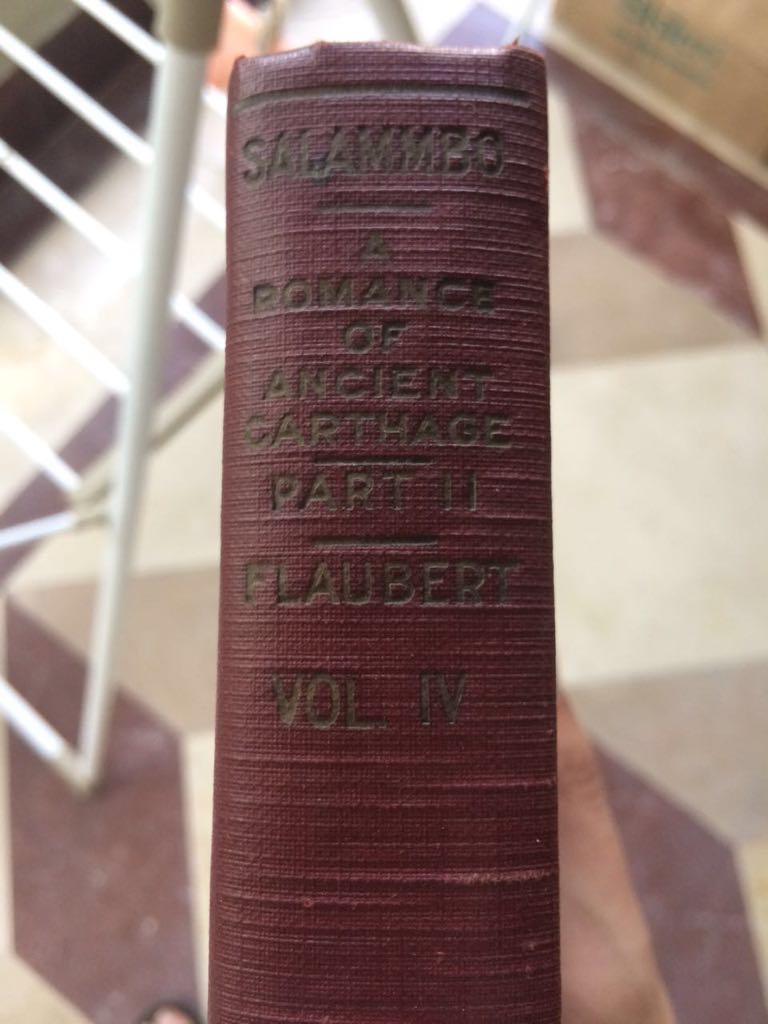 SALAMMBO
A
ROMANCE
OF
ANCIENT
CARTHAGE
PART II
FLAUBERT
VOL. IV